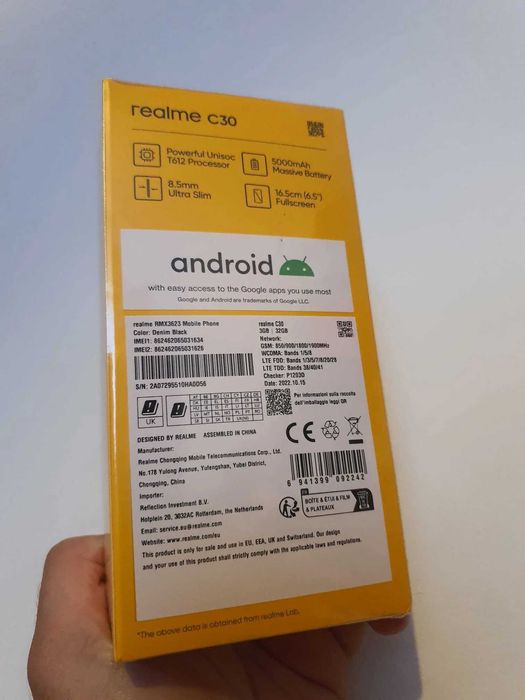 realme C30
Powerful Unisoc
T612 Processor
5000mAh
Massive Battery
8.5mm
Ultra Slim
16.5cm (6.5")
Fullscreen
android
with easy access to the Google apps you use most
Google and Android are trademarks of Google LLC.
realme RMX3623 Mobile Phone
Color: Denim Black
IMEI1: 862462065031634
IMEI2: 862462065031626
S/N: 2A07295510HA0D56
realme C30
3GB | 32GB
Network:
GSM: 850/900/1800/1900MHz
WCDMA: Bands 1/5/8
LTE FDD: Bands 1/3/5/7/8/20/28
LTE TDD: Bands 38/40/41
Checker: P1293D
Date: 2022.10.15
Per informazioni sulla raccolta
dell'imballaggio leggi QR
UK
DESIGNED BY REALME ASSEMBLED IN CHINA
Manufacturer:
Realme Chongqing Mobile Telecommunications Corp., Ltd.
No.178 Yulong Avenue, Yufengshan, Yubei District,
Chongqing, China
Importer:
Reflection Investment B.V.
Hofplein 20, 3032AC Rotterdam, the Netherlands
Email: service.eu@realme.com
Website: www.realme.com/eu
This product is only for sale and use in EU, EEA, UK and Switzerland. Our design
and your use of this product shall strictly comply with the applicable laws and regulations.
CE
6 941399 092242
FR
BOÎTE & ÉTUI & FILM
& PLATEAUX
*The above data is obtained from realme Lab.